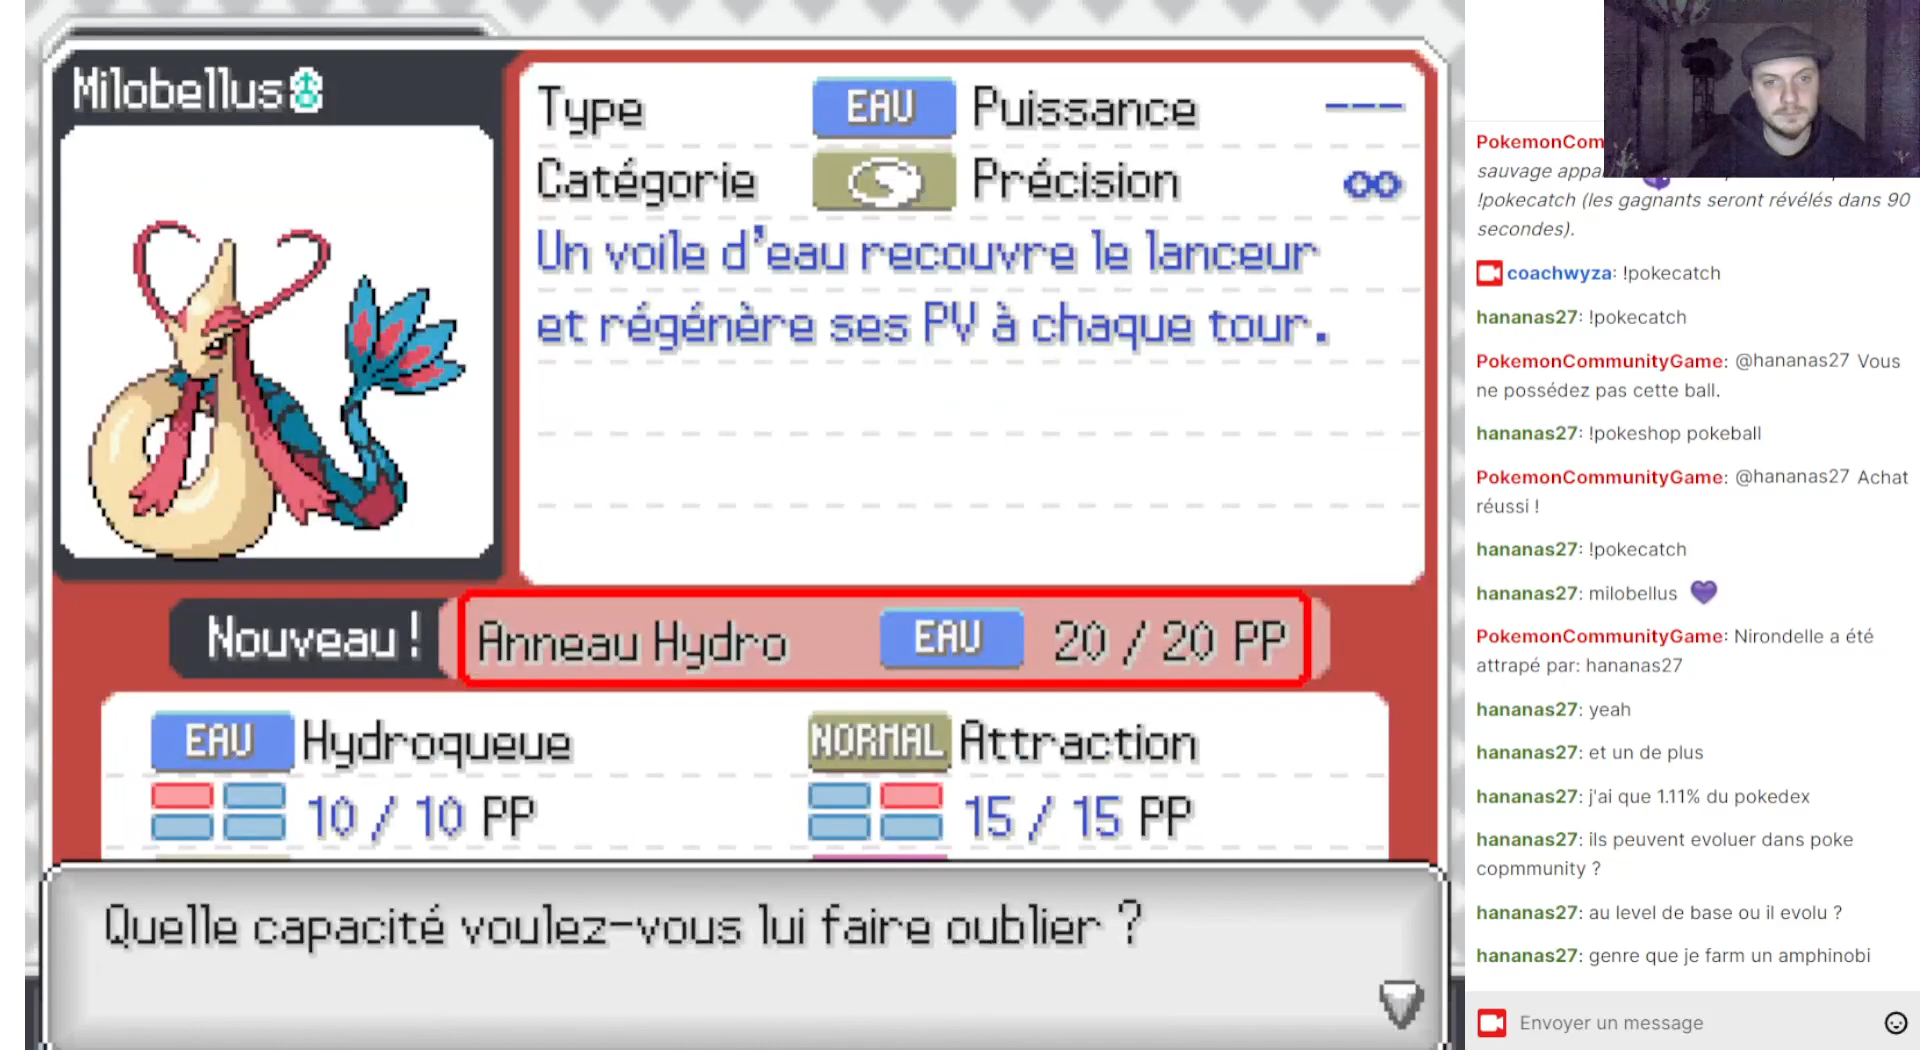 Milobellus
Type EAU Puissance ---
Catégorie Précision ∞
Un voile d'eau recouvre le lanceur
et régénère ses PV à chaque tour.
Nouveau ! Anneau Hydro EAU 20 / 20 PP
EAU Hydroqueue NORMAL Attraction
10 / 10 PP 15 / 15 PP
Quelle capacité voulez-vous lui faire oublier ?
PokemonCom
sauvage appa
!pokecatch (les gagnants seront révélés dans 90
secondes).
coachwyza: !pokecatch
hananas27: !pokecatch
PokemonCommunityGame: @hananas27 Vous
ne possédez pas cette ball.
hananas27: !pokeshop pokeball
PokemonCommunityGame: @hananas27 Achat
réussi !
hananas27: !pokecatch
hananas27: milobellus 💜
PokemonCommunityGame: Nirondelle a été
attrapé par: hananas27
hananas27: yeah
hananas27: et un de plus
hananas27: j'ai que 1.11% du pokedex
hananas27: ils peuvent evoluer dans poke
copmmunity ?
hananas27: au level de base ou il evolu ?
hananas27: genre que je farm un amphinobi
Envoyer un message